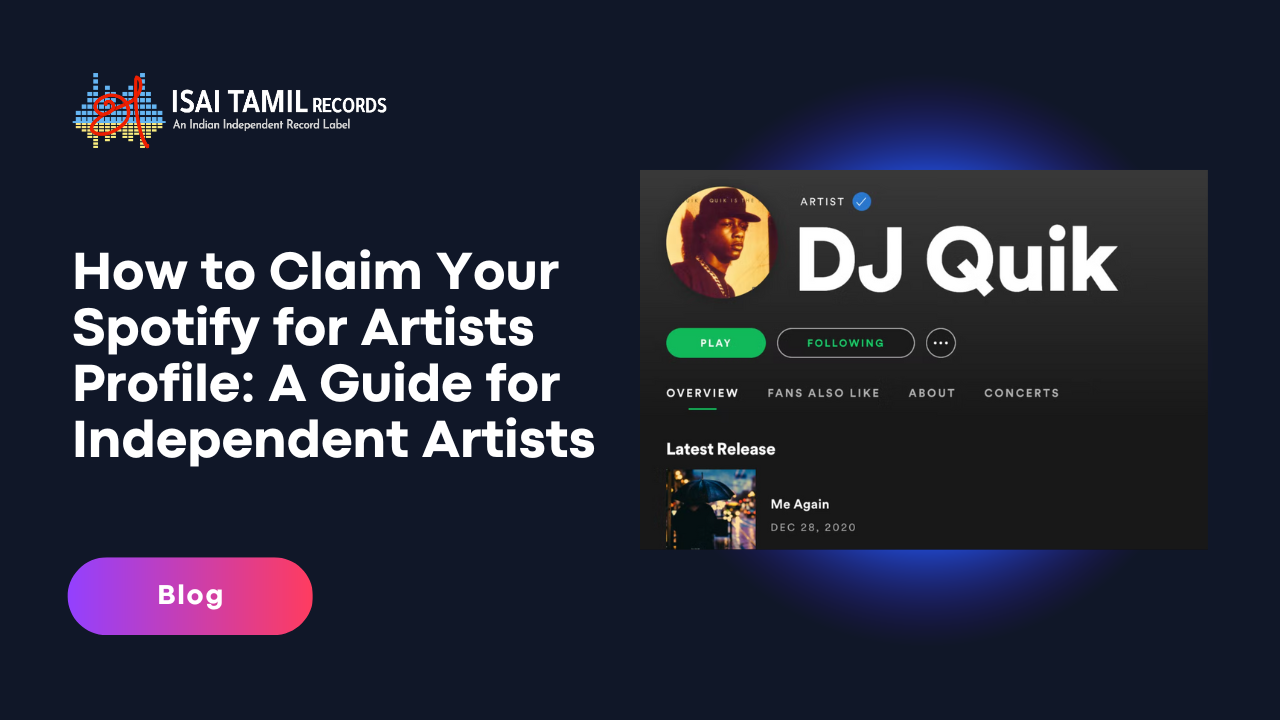 ISAI TAMIL RECORDS
An Indian Independent Record Label
How to Claim Your
Spotify for Artists
Profile: A Guide for
Independent Artists
Blog
ARTIST
DJ Quik
PLAY
FOLLOWING
OVERVIEW
FANS ALSO LIKE
ABOUT
CONCERTS
Latest Release
Me Again
DEC 28, 2020